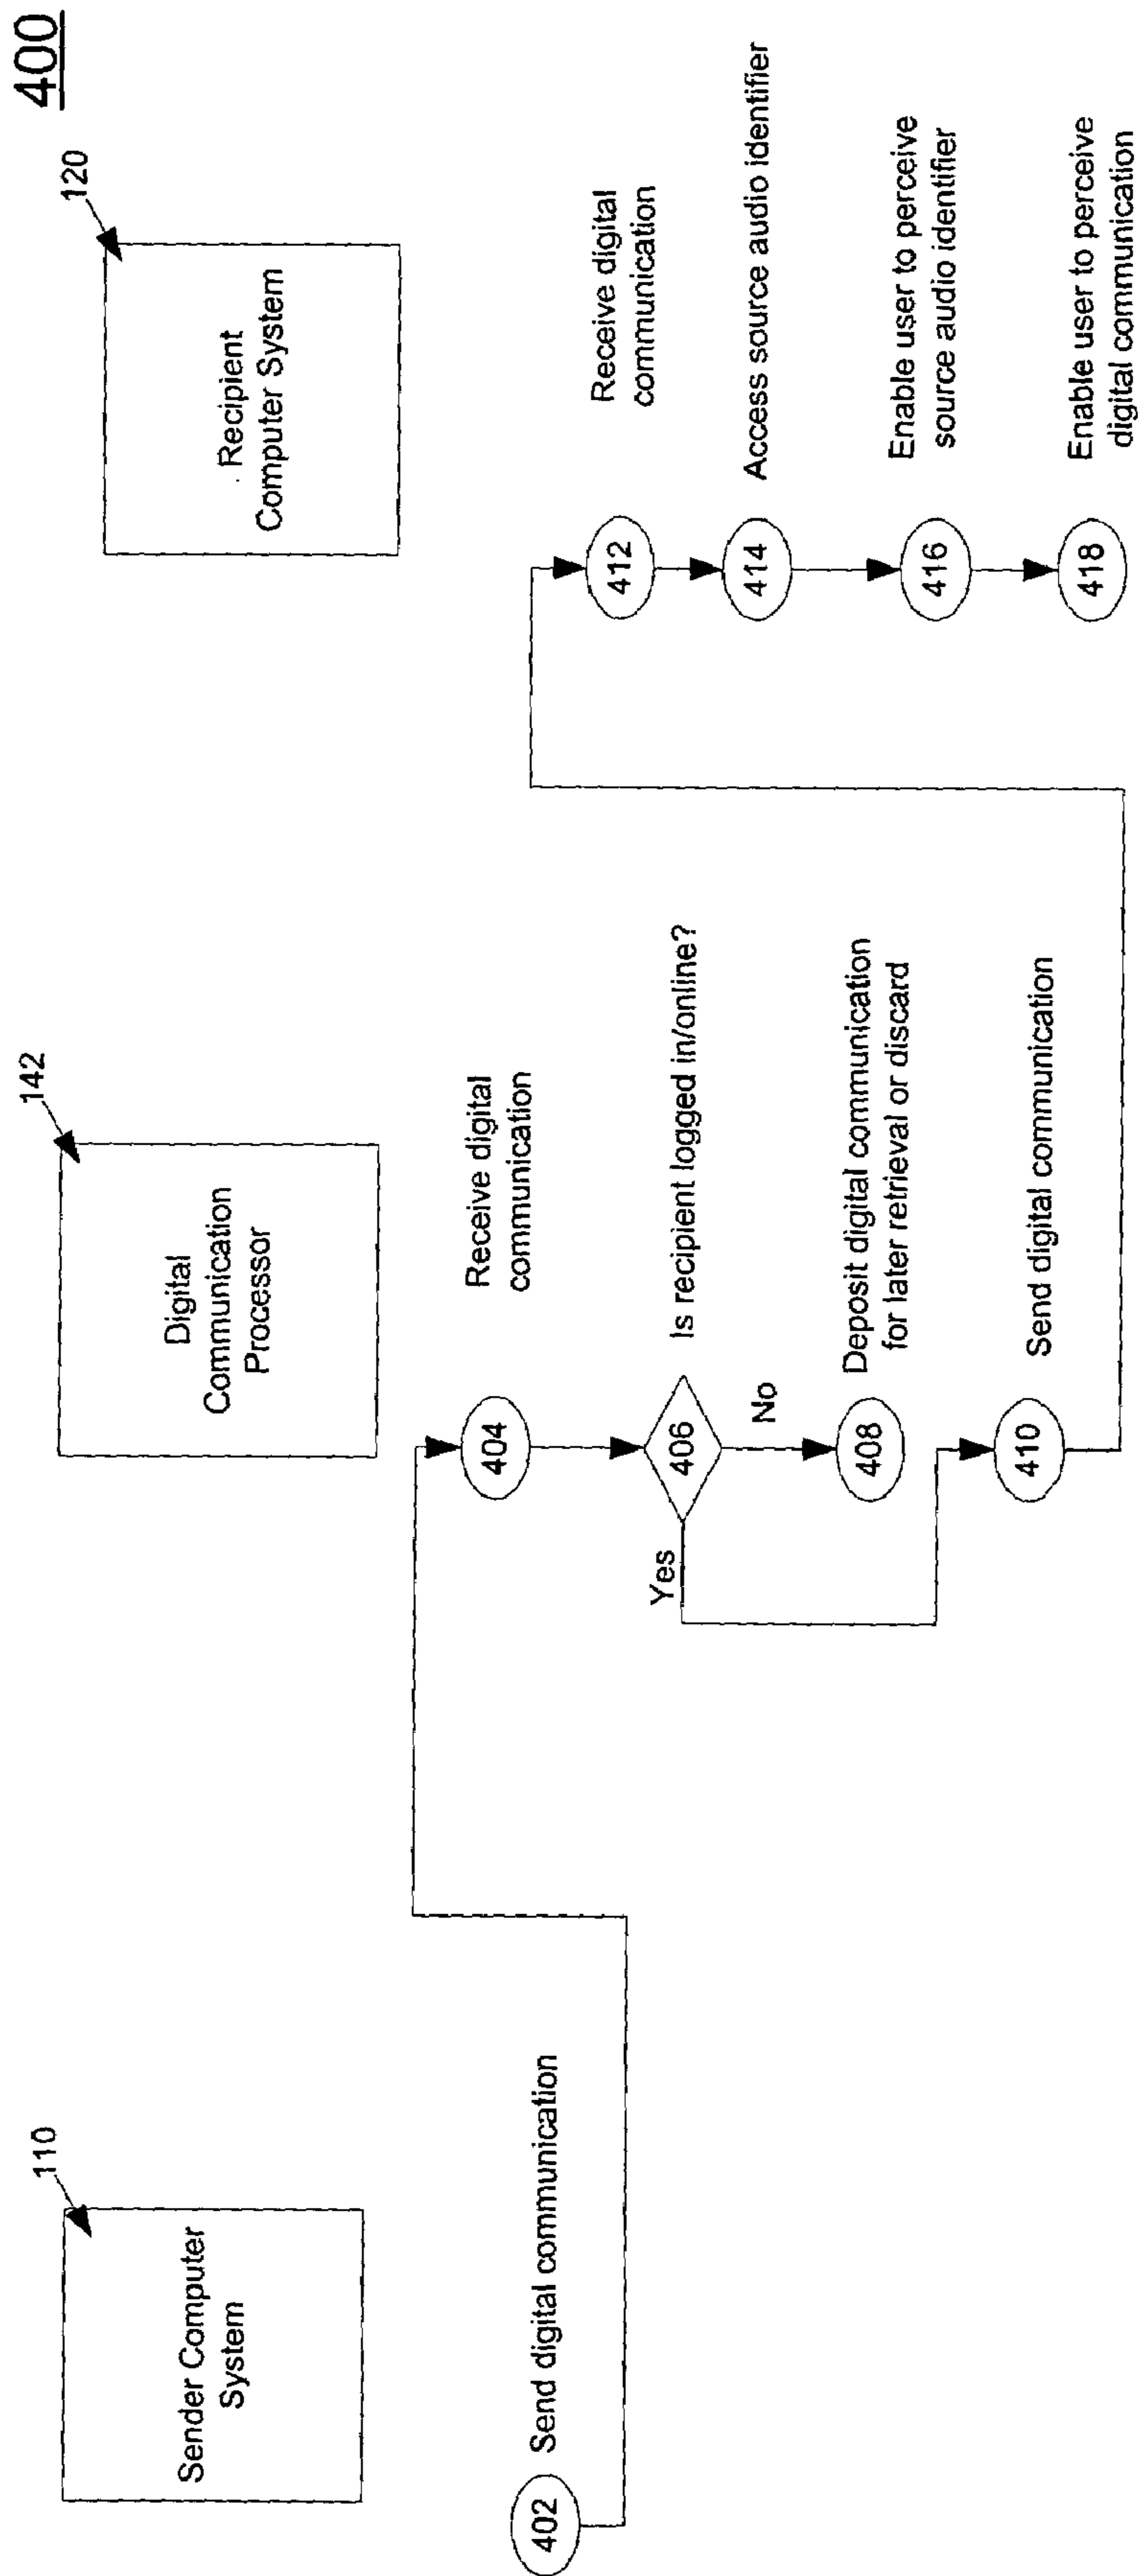 400
110
Sender Computer
System
402
Send digital communication
142
Digital
Communication
Processor
404
Receive digital
communication
406
Is recipient logged in/online?
Yes
No
408
Deposit digital communication
for later retrieval or discard
410
Send digital communication
120
Recipient
Computer System
412
Receive digital
communication
414
Access source audio identifier
416
Enable user to perceive
source audio identifier
418
Enable user to perceive
digital communication